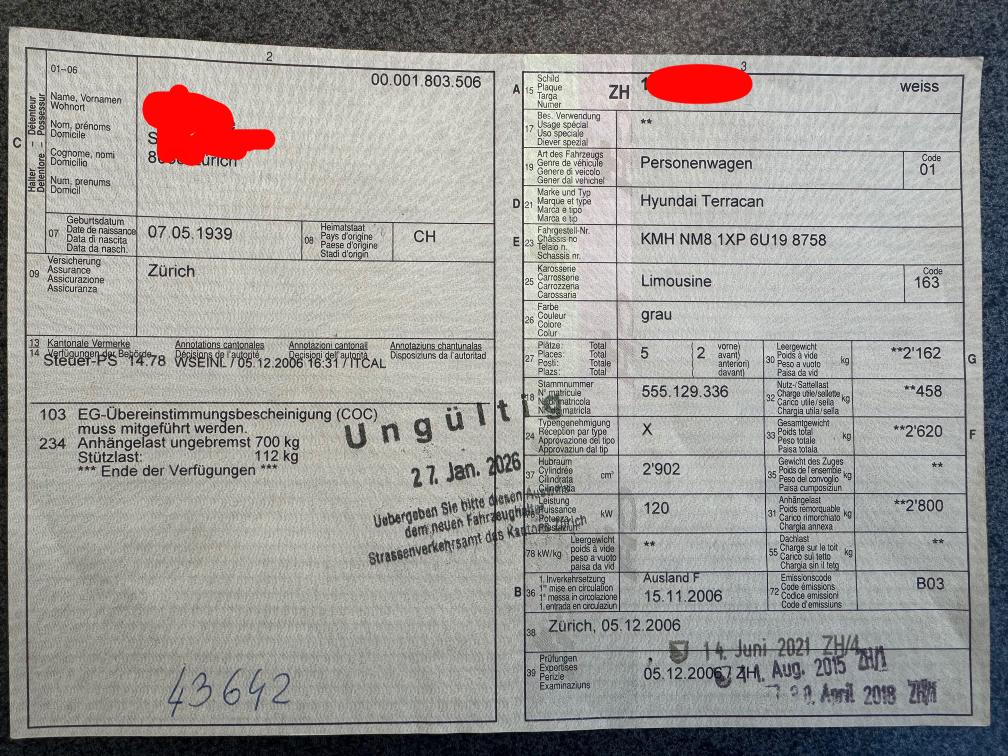 2
01–06
00.001.803.506
C
Halter – Détenteur
Detentore – Possessur
Name, Vornamen
Wohnort
Nom, prénoms
Domicile
Cognome, nomi
Domicilio
Num, prenums
Domicil
S
8 Zürich
07
Geburtsdatum
Date de naissance
Data di nascita
Data da nasch.
07.05.1939
08
Heimatstaat
Pays d'origine
Paese d'origine
Stadi d'origin
CH
09
Versicherung
Assurance
Assicurazione
Assicuranza
Zürich
13 Kantonale Vermerke Annotations cantonales Annotazioni cantonali Annotaziuns chantunalas
14 Verfügungen der Behörde Décisions de l'autorité Decisioni dell'autorità Disposiziuns da l'autoritad
Steuer-PS 14.78 WSEINL / 05.12.2006 16:31 / ITCAL
103 EG-Übereinstimmungsbescheinigung (COC)
muss mitgeführt werden.
234 Anhängelast ungebremst 700 kg
Stützlast: 112 kg
*** Ende der Verfügungen ***
Ungültig
27. Jan. 2026
Uebergeben Sie bitte diesen
dem neuen Fahrzeughalter
Strassenverkehrsamt des Kantons Zürich
43642
3
A
15
Schild
Plaque
Targa
Numer
ZH 1
weiss
17
Bes. Verwendung
Usage spécial
Uso speciale
Diever spezial
**
19
Art des Fahrzeugs
Genre de véhicule
Genere di veicolo
Gener dal vehichel
Personenwagen
Code
01
D
21
Marke und Typ
Marque et type
Marca e tipo
Marca e tip
Hyundai Terracan
E
23
Fahrgestell-Nr.
Châssis no
Telaio n.
Schassis nr.
KMH NM8 1XP 6U19 8758
25
Karosserie
Carrosserie
Carrozzeria
Carossaria
Limousine
Code
163
26
Farbe
Couleur
Colore
Colur
grau
27
Plätze: Total
Places: Total
Posti: Totale
Plazs: Total
5
2
vorne)
avant)
anteriori)
davant)
30
Leergewicht
Poids à vide
Peso a vuoto
Paisa da vid
kg
**2'162
G
18
Stammnummer
N° matricule
N. matricola
Nr. matricla
555.129.336
32
Nutz-/Sattellast
Charge utile/sellette
Carico utile/sella
Chargia utila/sella
kg
**458
24
Typengenehmigung
Réception par type
Approvazione del tipo
Approvaziun dal tip
X
33
Gesamtgewicht
Poids total
Peso totale
Paisa totala
kg
**2'620
F
37
Hubraum
Cylindrée
Cilindrata
Cilindrada
cm³
2'902
35
Gewicht des Zuges
Poids de l'ensemble
Peso del convoglio
Paisa cumposiziun
kg
**
Leistung
Puissance
Potenza
Prestaziun
kW
120
31
Anhängelast
Poids remorquable
Carico rimorchiato
Chargia annexa
kg
**2'800
78 kW/kg
Leergewicht
poids à vide
peso a vuoto
paisa da vid
**
55
Dachlast
Charge sur le toit
Carico sul tetto
Chargia sin il tetg
kg
**
B
36
1. Inverkehrsetzung
1re mise en circulation
1a messa in circolazione
1. entrada en circulaziun
Ausland F
15.11.2006
72
Emissionscode
Code émissions
Codice emissioni
Code d'emissiuns
B03
38
Zürich, 05.12.2006
39
Prüfungen
Expertises
Perizie
Examinaziuns
14. Juni 2021 ZH/4
05.12.2006 ZH
Aug. 2015 ZH/1
April 2018 ZH/1